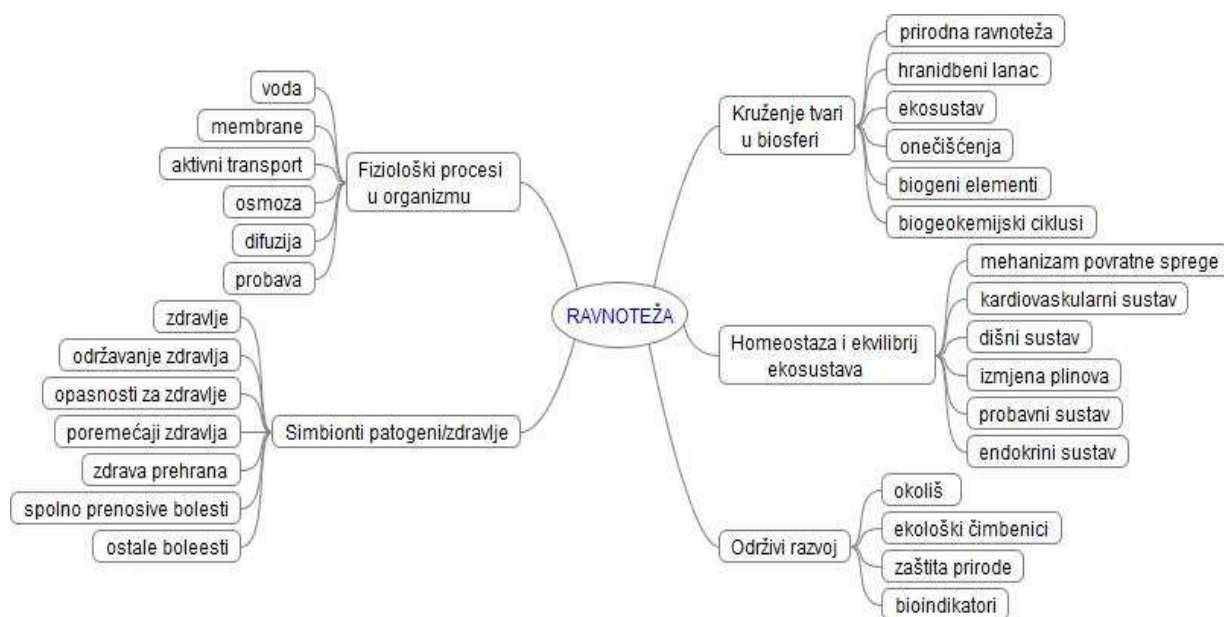 RAVNOTEŽA
Fiziološki procesi
u organizmu
voda
membrane
aktivni transport
osmoza
difuzija
probava
Simbionti patogeni/zdravlje
zdravlje
održavanje zdravlja
opasnosti za zdravlje
poremećaji zdravlja
zdrava prehrana
spolno prenosive bolesti
ostale boleesti
Kruženje tvari
u biosferi
prirodna ravnoteža
hranidbeni lanac
ekosustav
onečišćenja
biogeni elementi
biogeokemijski ciklusi
Homeostaza i ekvilibrij
ekosustava
mehanizam povratne sprege
kardiovaskularni sustav
dišni sustav
izmjena plinova
probavni sustav
endokrini sustav
Održivi razvoj
okoliš
ekološki čimbenici
zaštita prirode
bioindikatori